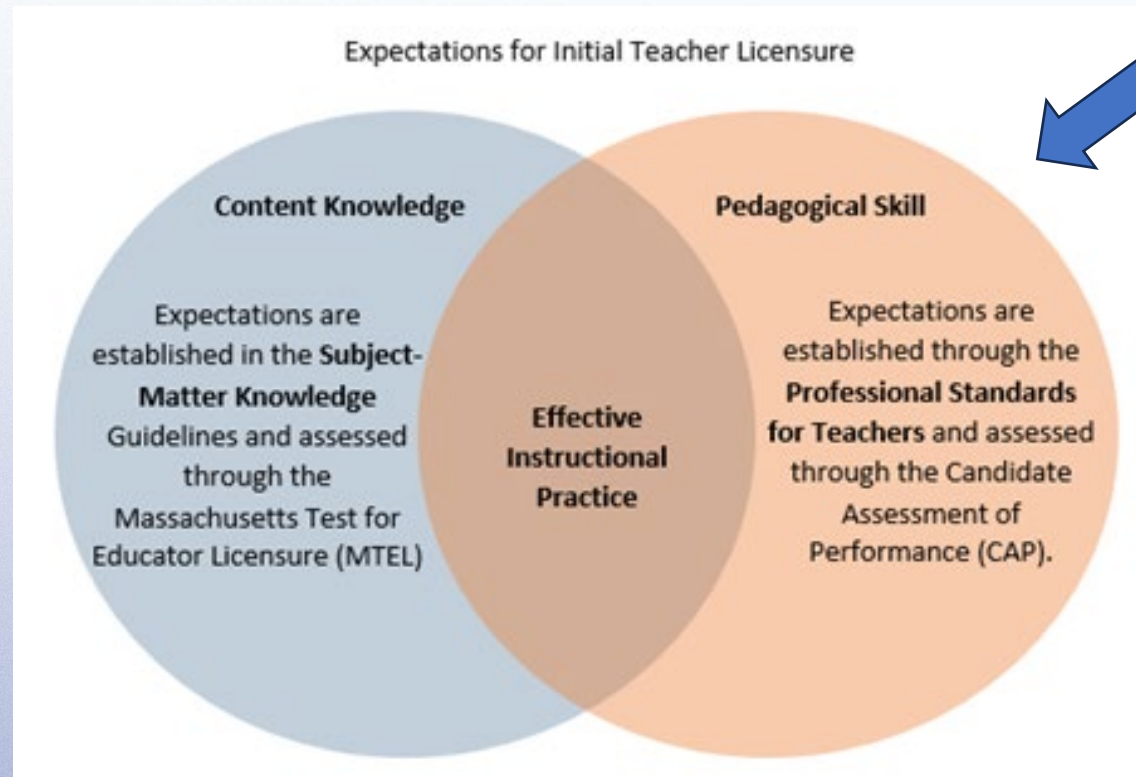 Expectations for Initial Teacher Licensure
Content Knowledge
Expectations are
established in the Subject-
Matter Knowledge
Guidelines and assessed
through the
Massachusetts Test for
Educator Licensure (MTEL)
Effective
Instructional
Practice
Pedagogical Skill
Expectations are
established through the
Professional Standards
for Teachers and assessed
through the Candidate
Assessment of
Performance (CAP).